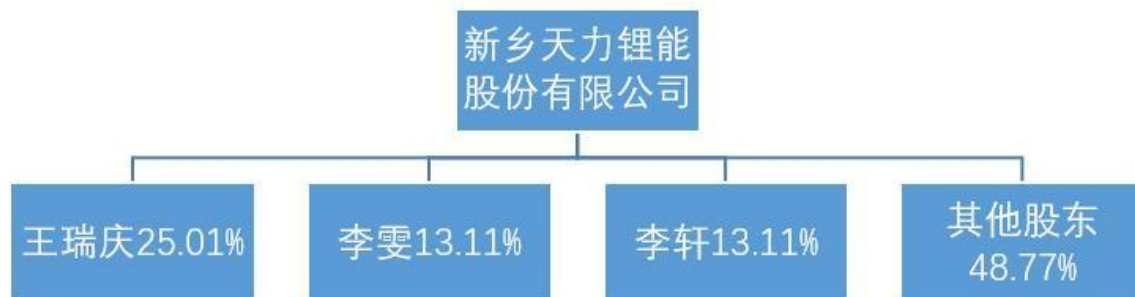 新乡天力锂能
股份有限公司
王瑞庆25.01%
李雯13.11%
李轩13.11%
其他股东
48.77%